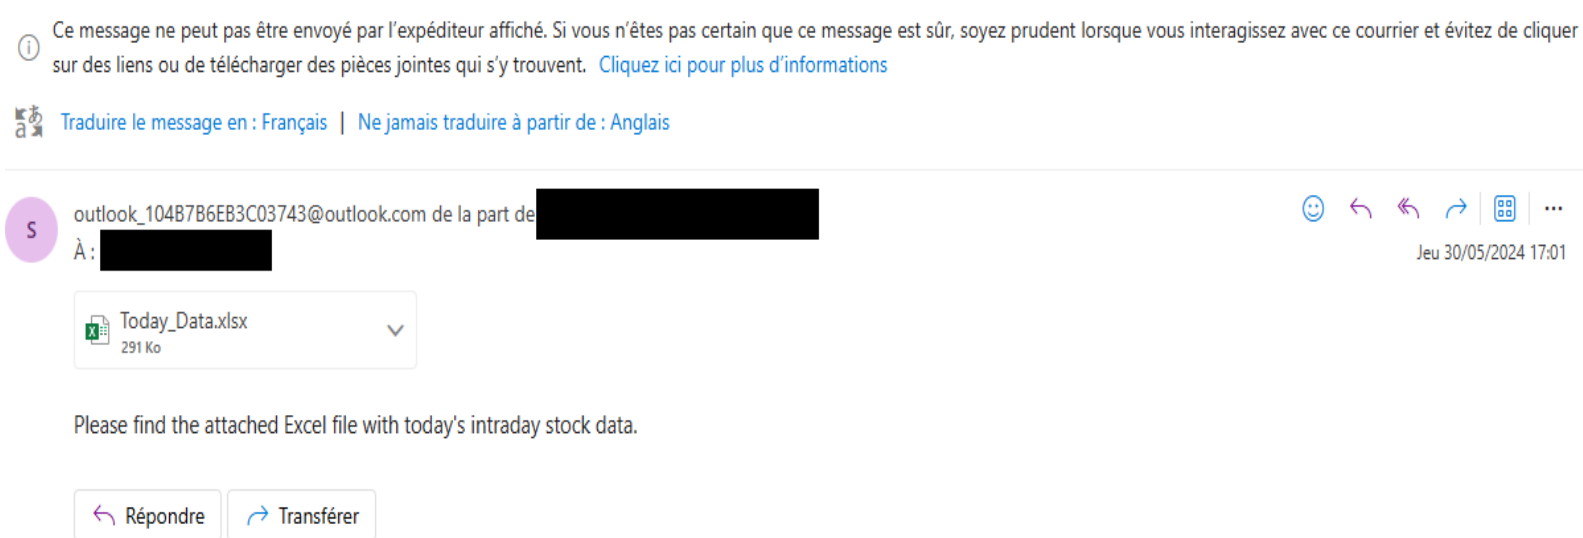 Ce message ne peut pas être envoyé par l’expéditeur affiché. Si vous n’êtes pas certain que ce message est sûr, soyez prudent lorsque vous interagissez avec ce courrier et évitez de cliquer
sur des liens ou de télécharger des pièces jointes qui s’y trouvent. Cliquez ici pour plus d’informations
Traduire le message en : Français | Ne jamais traduire à partir de : Anglais
S
outlook_104B7B6EB3C03743@outlook.com de la part de
À :
Jeu 30/05/2024 17:01
Today_Data.xlsx
291 Ko
Please find the attached Excel file with today's intraday stock data.
Répondre Transférer